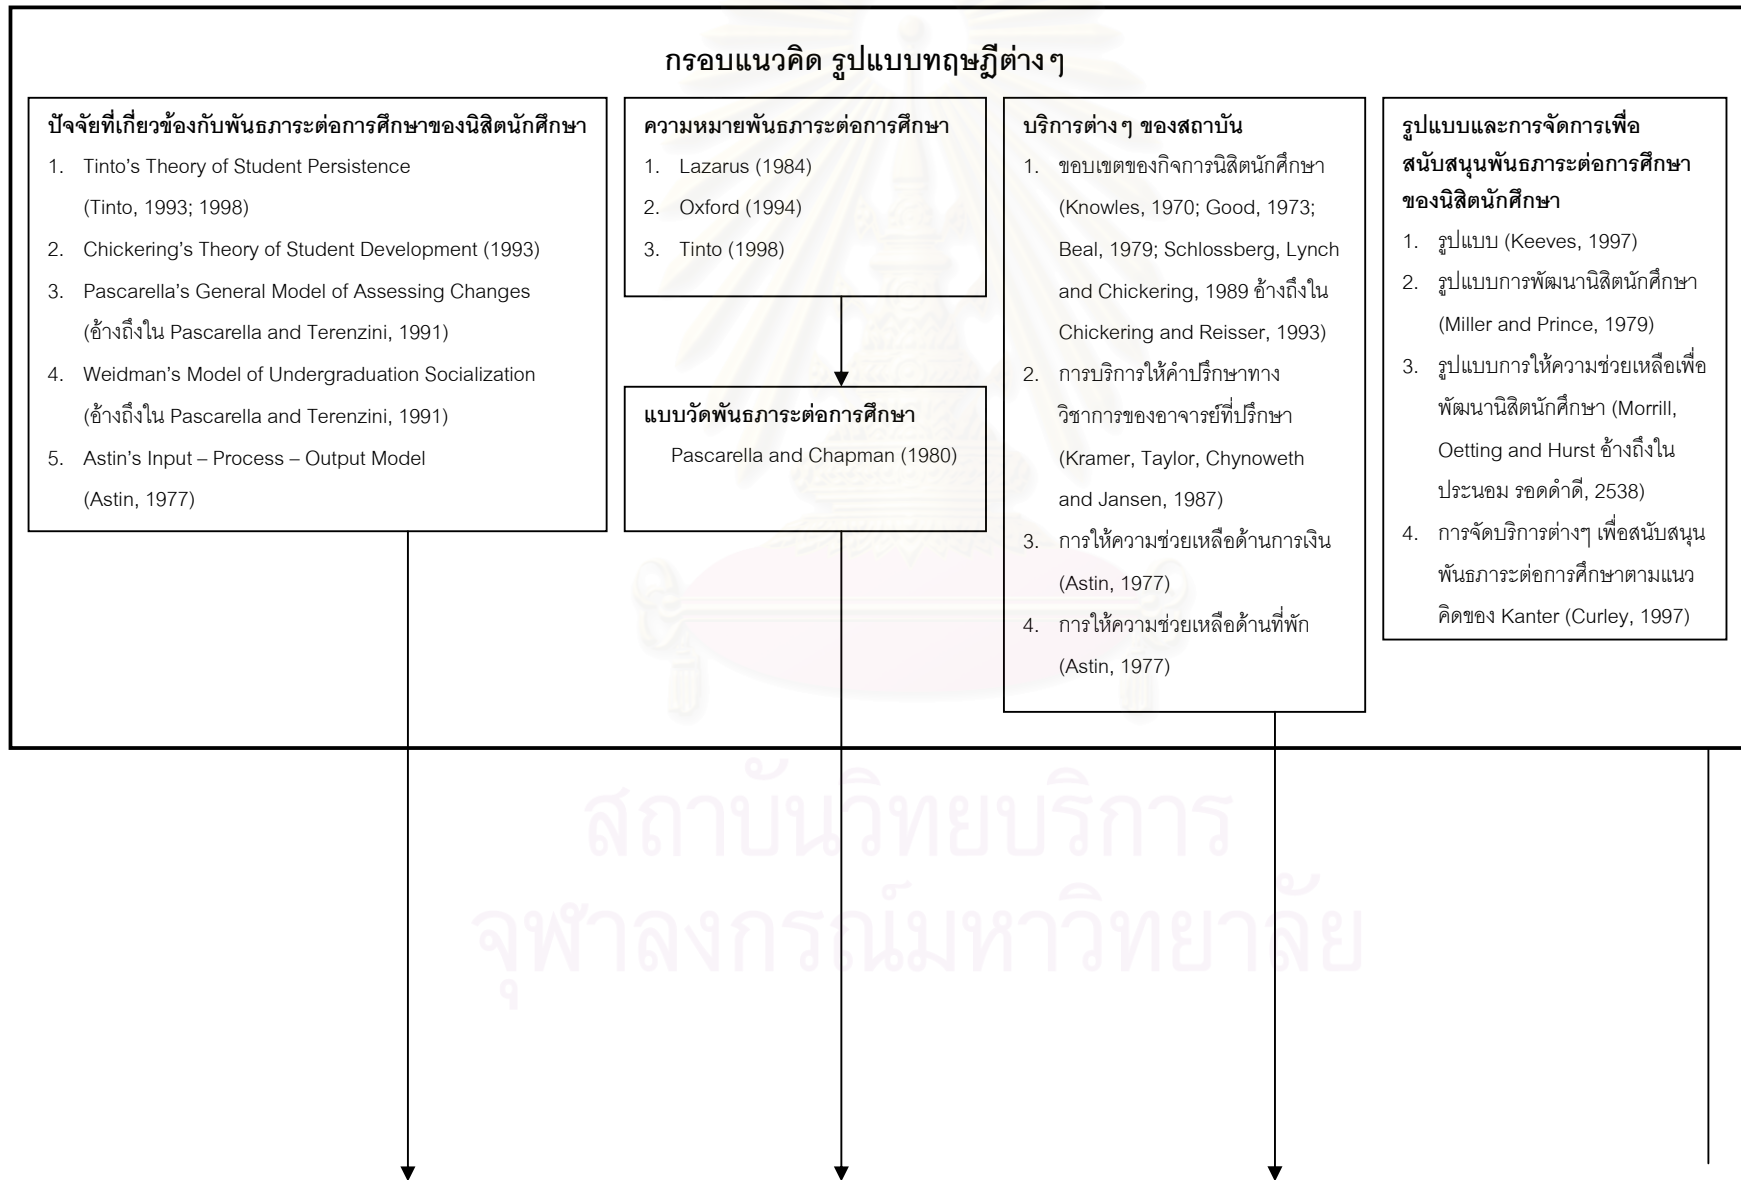 กรอบแนวคิด รูปแบบทฤษฎีต่างๆ
ปัจจัยที่เกี่ยวข้องกับพันธภาระต่อการศึกษาของนิสิตนักศึกษา
1. Tinto’s Theory of Student Persistence
(Tinto, 1993; 1998)
2. Chickering’s Theory of Student Development (1993)
3. Pascarella’s General Model of Assessing Changes
(อ้างถึงใน Pascarella and Terenzini, 1991)
4. Weidman’s Model of Undergraduation Socialization
(อ้างถึงใน Pascarella and Terenzini, 1991)
5. Astin’s Input – Process – Output Model
(Astin, 1977)
ความหมายพันธภาระต่อการศึกษา
1. Lazarus (1984)
2. Oxford (1994)
3. Tinto (1998)
แบบวัดพันธภาระต่อการศึกษา
Pascarella and Chapman (1980)
บริการต่างๆ ของสถาบัน
1. ขอบเขตของกิจการนิสิตนักศึกษา
(Knowles, 1970; Good, 1973;
Beal, 1979; Schlossberg, Lynch
and Chickering, 1989 อ้างถึงใน
Chickering and Reisser, 1993)
2. การบริการให้คำปรึกษาทาง
วิชาการของอาจารย์ที่ปรึกษา
(Kramer, Taylor, Chynoweth
and Jansen, 1987)
3. การให้ความช่วยเหลือด้านการเงิน
(Astin, 1977)
4. การให้ความช่วยเหลือด้านที่พัก
(Astin, 1977)
รูปแบบและการจัดการเพื่อ
สนับสนุนพันธภาระต่อการศึกษา
ของนิสิตนักศึกษา
1. รูปแบบ (Keeves, 1997)
2. รูปแบบการพัฒนานิสิตนักศึกษา
(Miller and Prince, 1979)
3. รูปแบบการให้ความช่วยเหลือเพื่อ
พัฒนานิสิตนักศึกษา (Morrill,
Oetting and Hurst อ้างถึงใน
ประนอม รอดคำดี, 2538)
4. การจัดบริการต่างๆ เพื่อสนับสนุน
พันธภาระต่อการศึกษาตามแนว
คิดของ Kanter (Curley, 1997)
สถาบันวิทยบริการ
จุฬาลงกรณ์มหาวิทยาลัย